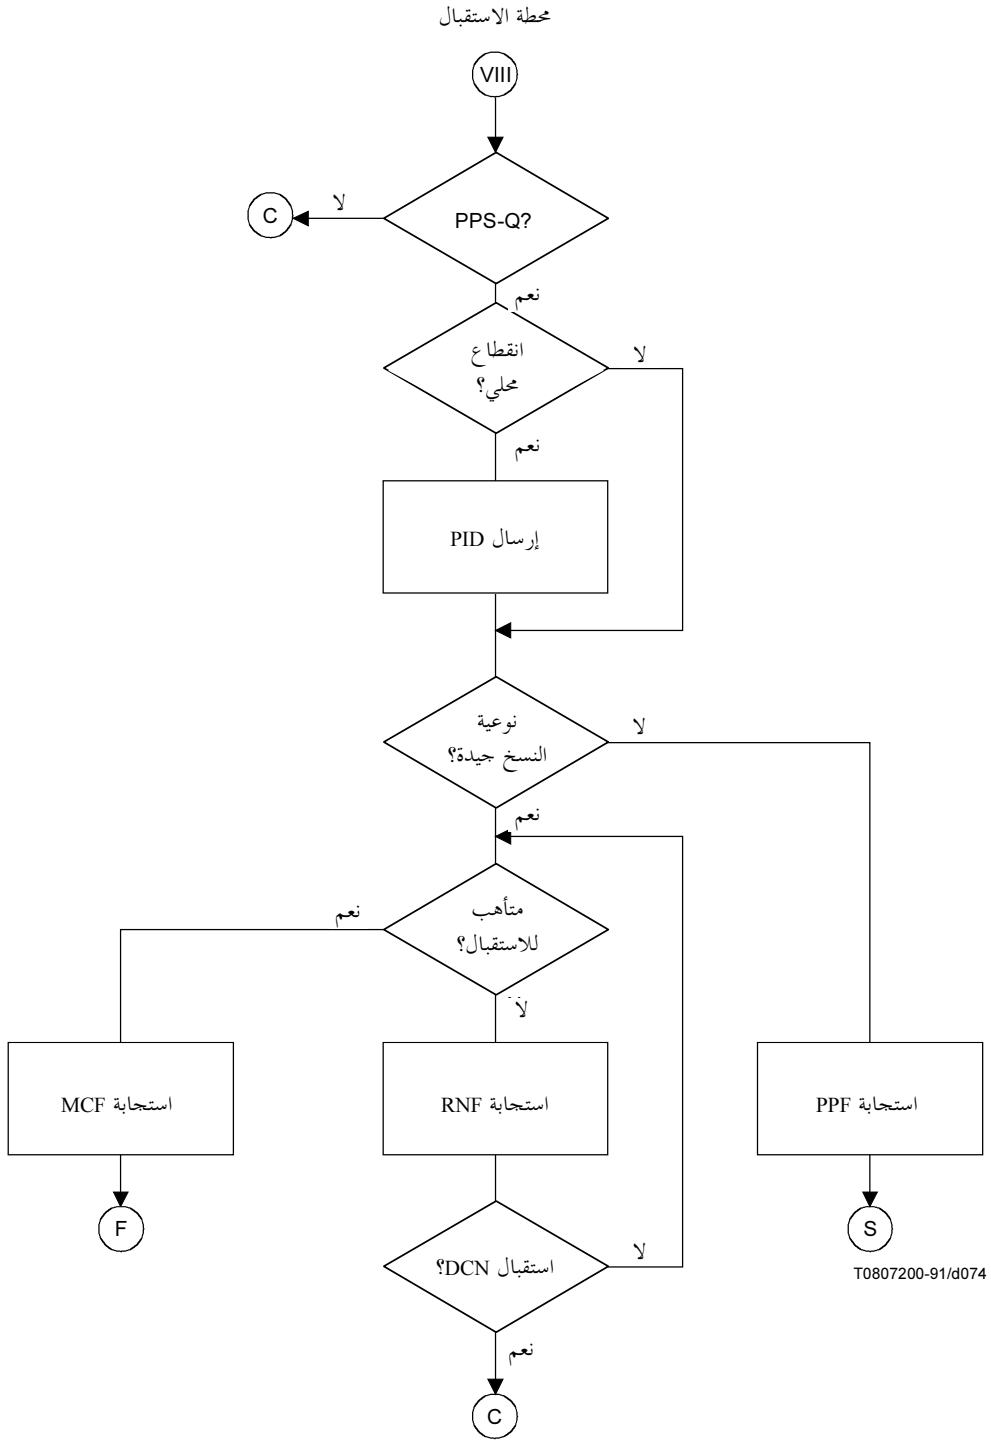 محطة الاستقبال
VIII
C
لا
PPS-Q?
نعم
انقطاع
محلي؟
لا
نعم
إرسال PID
نوعية
النسخ جيدة؟
لا
نعم
متأهب
للاستقبال؟
نعم
لا
استجابة MCF
استجابة RNF
استجابة PPF
F
S
استقبال DCN؟
لا
T0807200-91/d074
نعم
C